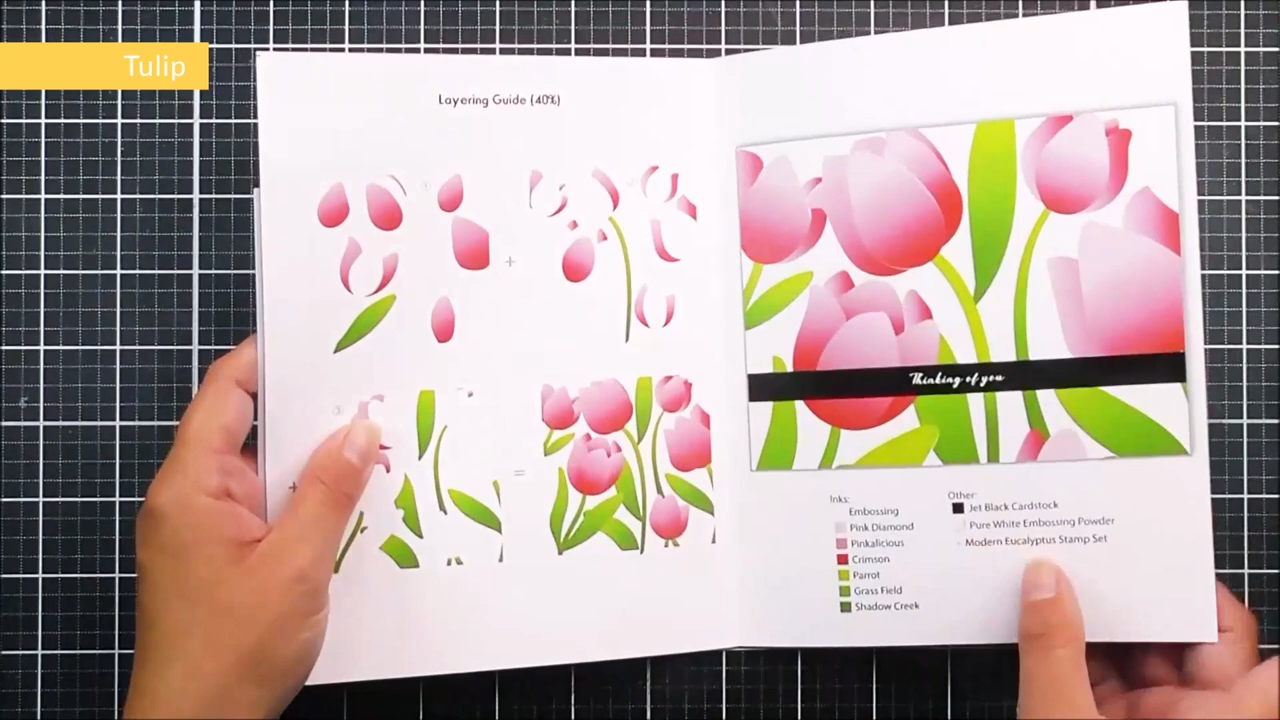 Tulip
Layering Guide (40%)
+
+
=
Thinking of you
Inks:
Embossing
Pink Diamond
Pinkalicious
Crimson
Parrot
Grass Field
Shadow Creek
Other:
Jet Black Cardstock
Pure White Embossing Powder
Modern Eucalyptus Stamp Set